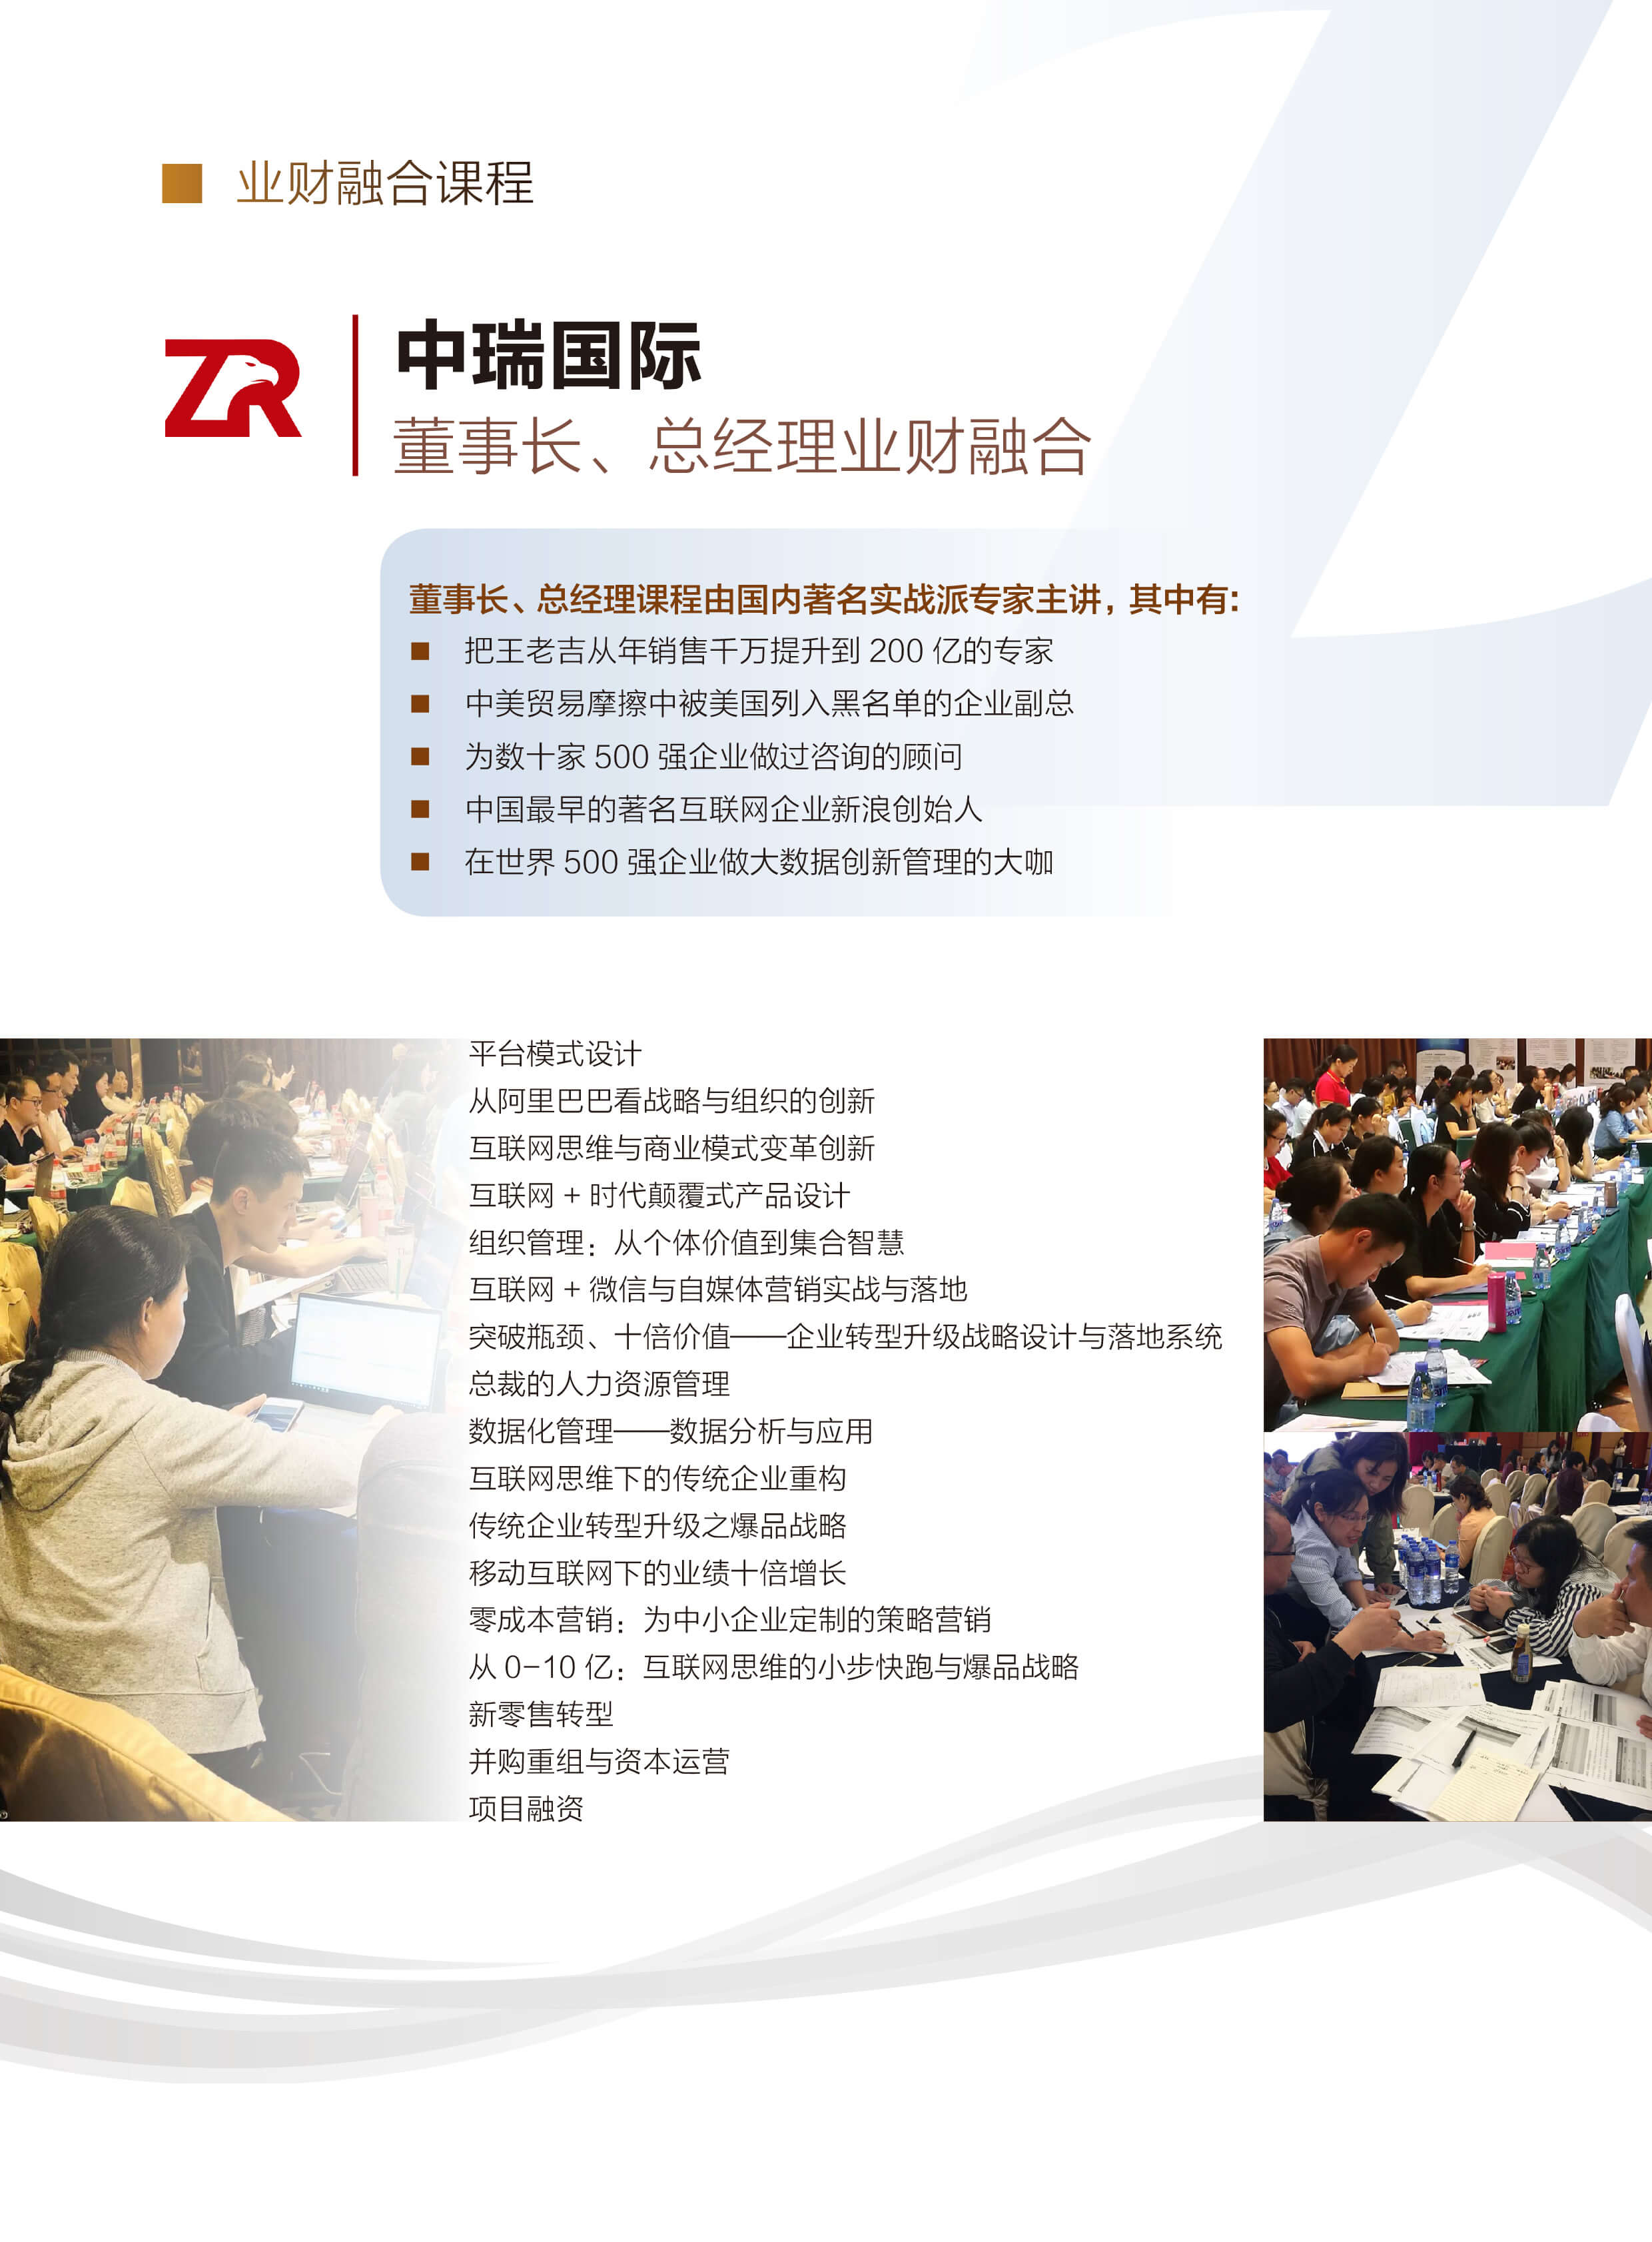 业财融合课程
ZR
中瑞国际
董事长、总经理业财融合
董事长、总经理课程由国内著名实战派专家主讲，其中有：
把王老吉从年销售千万提升到 200 亿的专家
中美贸易摩擦中被美国列入黑名单的企业副总
为数十家 500 强企业做过咨询的顾问
中国最早的著名互联网企业新浪创始人
在世界 500 强企业做大数据创新管理的大咖
平台模式设计
从阿里巴巴看战略与组织的创新
互联网思维与商业模式变革创新
互联网 + 时代颠覆式产品设计
组织管理：从个体价值到集合智慧
互联网 + 微信与自媒体营销实战与落地
突破瓶颈、十倍价值——企业转型升级战略设计与落地系统
总裁的人力资源管理
数据化管理——数据分析与应用
互联网思维下的传统企业重构
传统企业转型升级之爆品战略
移动互联网下的业绩十倍增长
零成本营销：为中小企业定制的策略营销
从 0-10 亿：互联网思维的小步快跑与爆品战略
新零售转型
并购重组与资本运营
项目融资